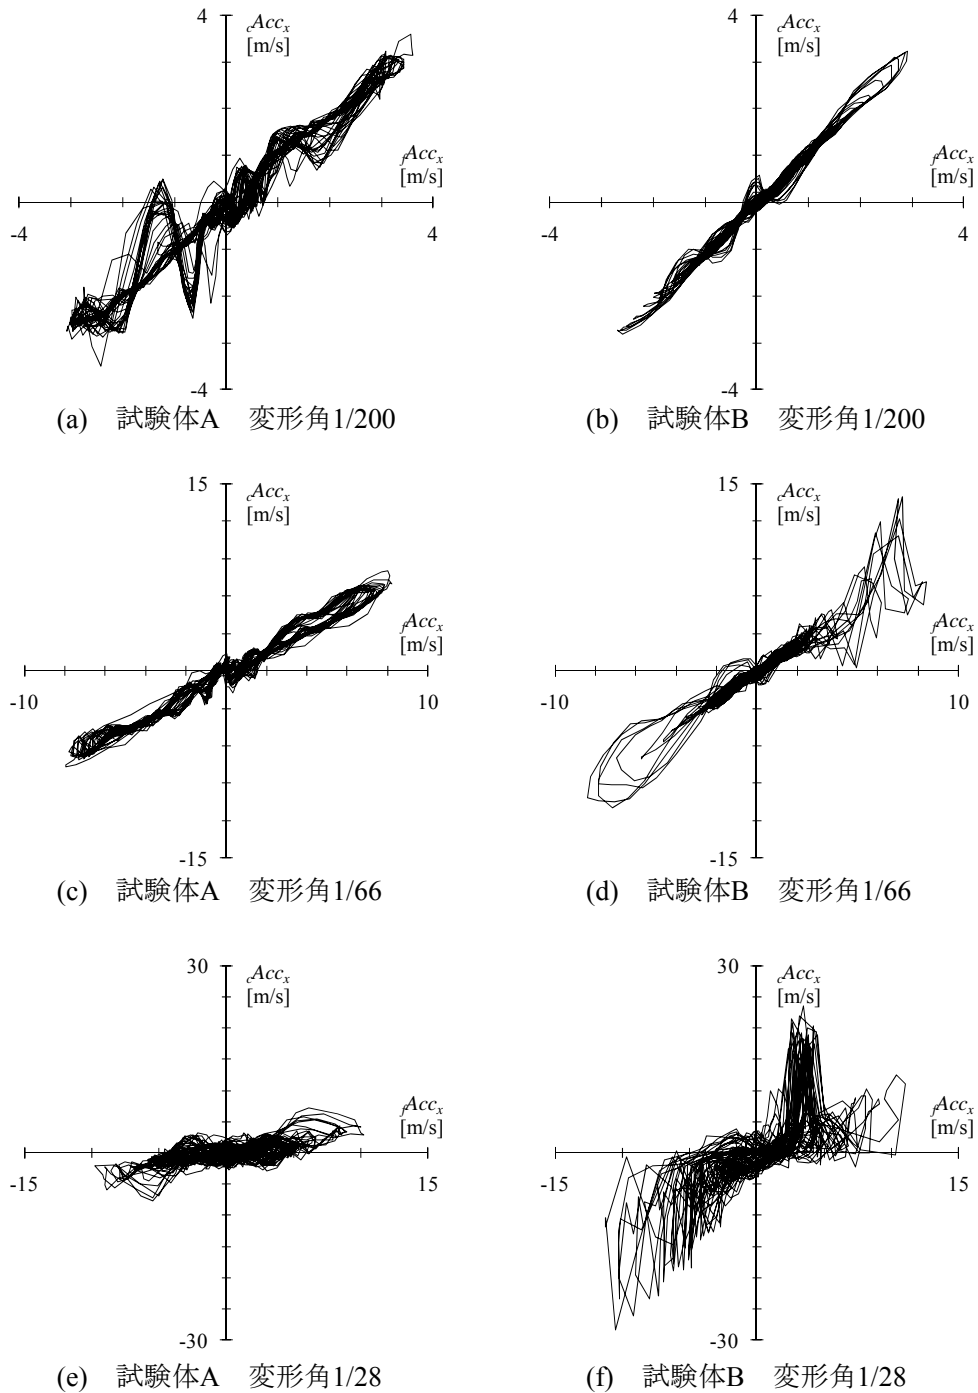 4
cAccx
[m/s]
fAccx
[m/s]
-4
4
-4
(a) 試験体A 変形角1/200
4
cAccx
[m/s]
fAccx
[m/s]
-4
4
-4
(b) 試験体B 変形角1/200
15
cAccx
[m/s]
fAccx
[m/s]
-10
10
-15
(c) 試験体A 変形角1/66
15
cAccx
[m/s]
fAccx
[m/s]
-10
10
-15
(d) 試験体B 変形角1/66
30
cAccx
[m/s]
fAccx
[m/s]
-15
15
-30
(e) 試験体A 変形角1/28
30
cAccx
[m/s]
fAccx
[m/s]
-15
15
-30
(f) 試験体B 変形角1/28